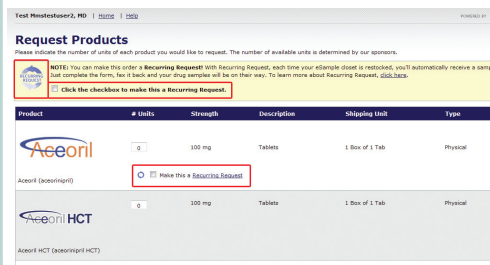 Test Mmstestuser2, MD | Home | Help
POWERED BY
Request Products
Please indicate the number of units of each product you would like to request. The number of available units is determined by our sponsors.
RECURRING REQUEST
NOTE: You can make this order a Recurring Request! With Recurring Request, each time your eSample closet is restocked, you'll automatically receive a samp
Just complete the form, fax it back and your drug samples will be on their way. To learn more about Recurring Request, click here.
Click the checkbox to make this a Recurring Request.
Product # Units Strength Description Shipping Unit Type
Aceoril
0 100 mg Tablets 1 Box of 1 Tab Physical
Make this a Recurring Request
Aceoril (aceorinipril)
Aceoril HCT
0 100 mg Tablets 1 Box of 1 Tab Physical
Aceoril HCT (aceorinipril HCT)